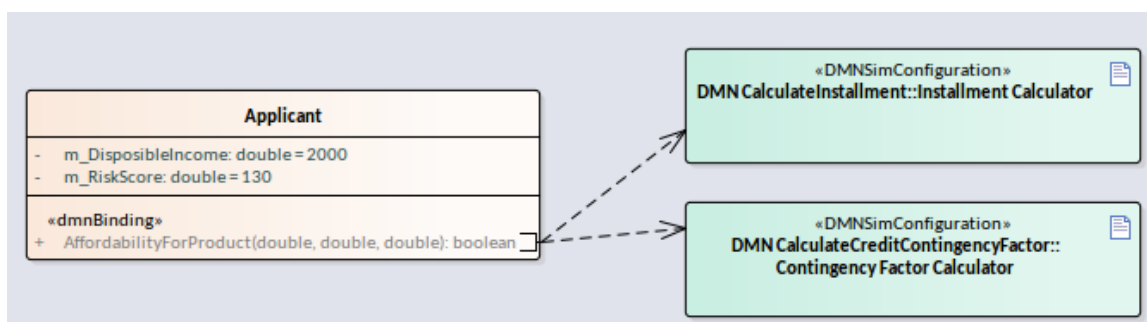 Applicant
- m_DisposibleIncome: double = 2000
- m_RiskScore: double = 130
«dmnBinding»
+ AffordabilityForProduct(double, double, double): boolean
«DMNSimConfiguration»
DMN CalculateInstallment::Installment Calculator
«DMNSimConfiguration»
DMN CalculateCreditContingencyFactor::
Contingency Factor Calculator